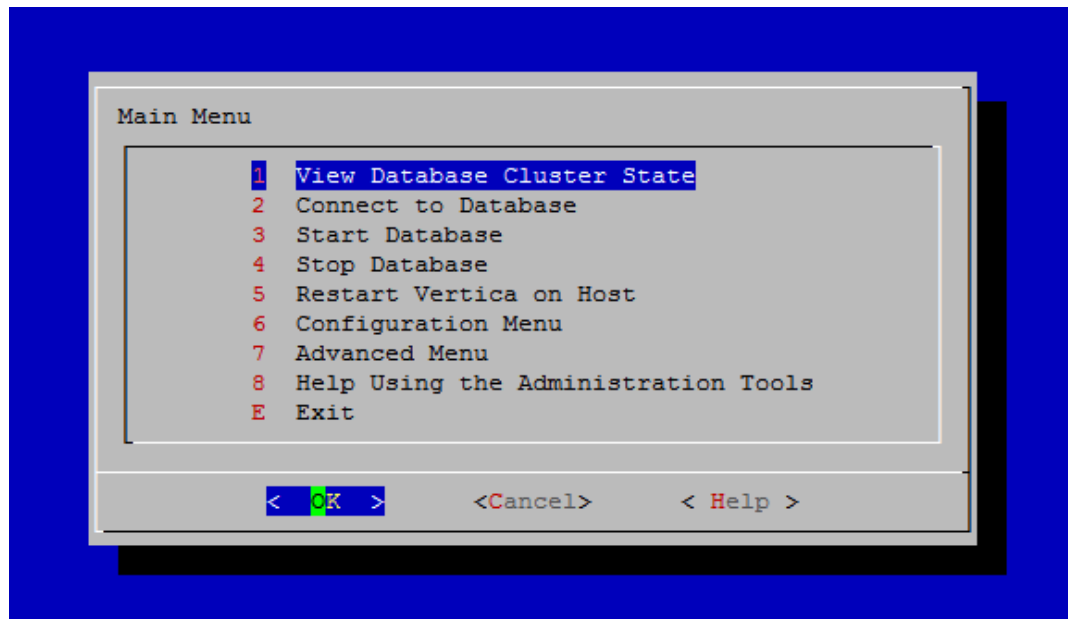 Main Menu
1 View Database Cluster State
2 Connect to Database
3 Start Database
4 Stop Database
5 Restart Vertica on Host
6 Configuration Menu
7 Advanced Menu
8 Help Using the Administration Tools
E Exit
< OK > <Cancel> < Help >